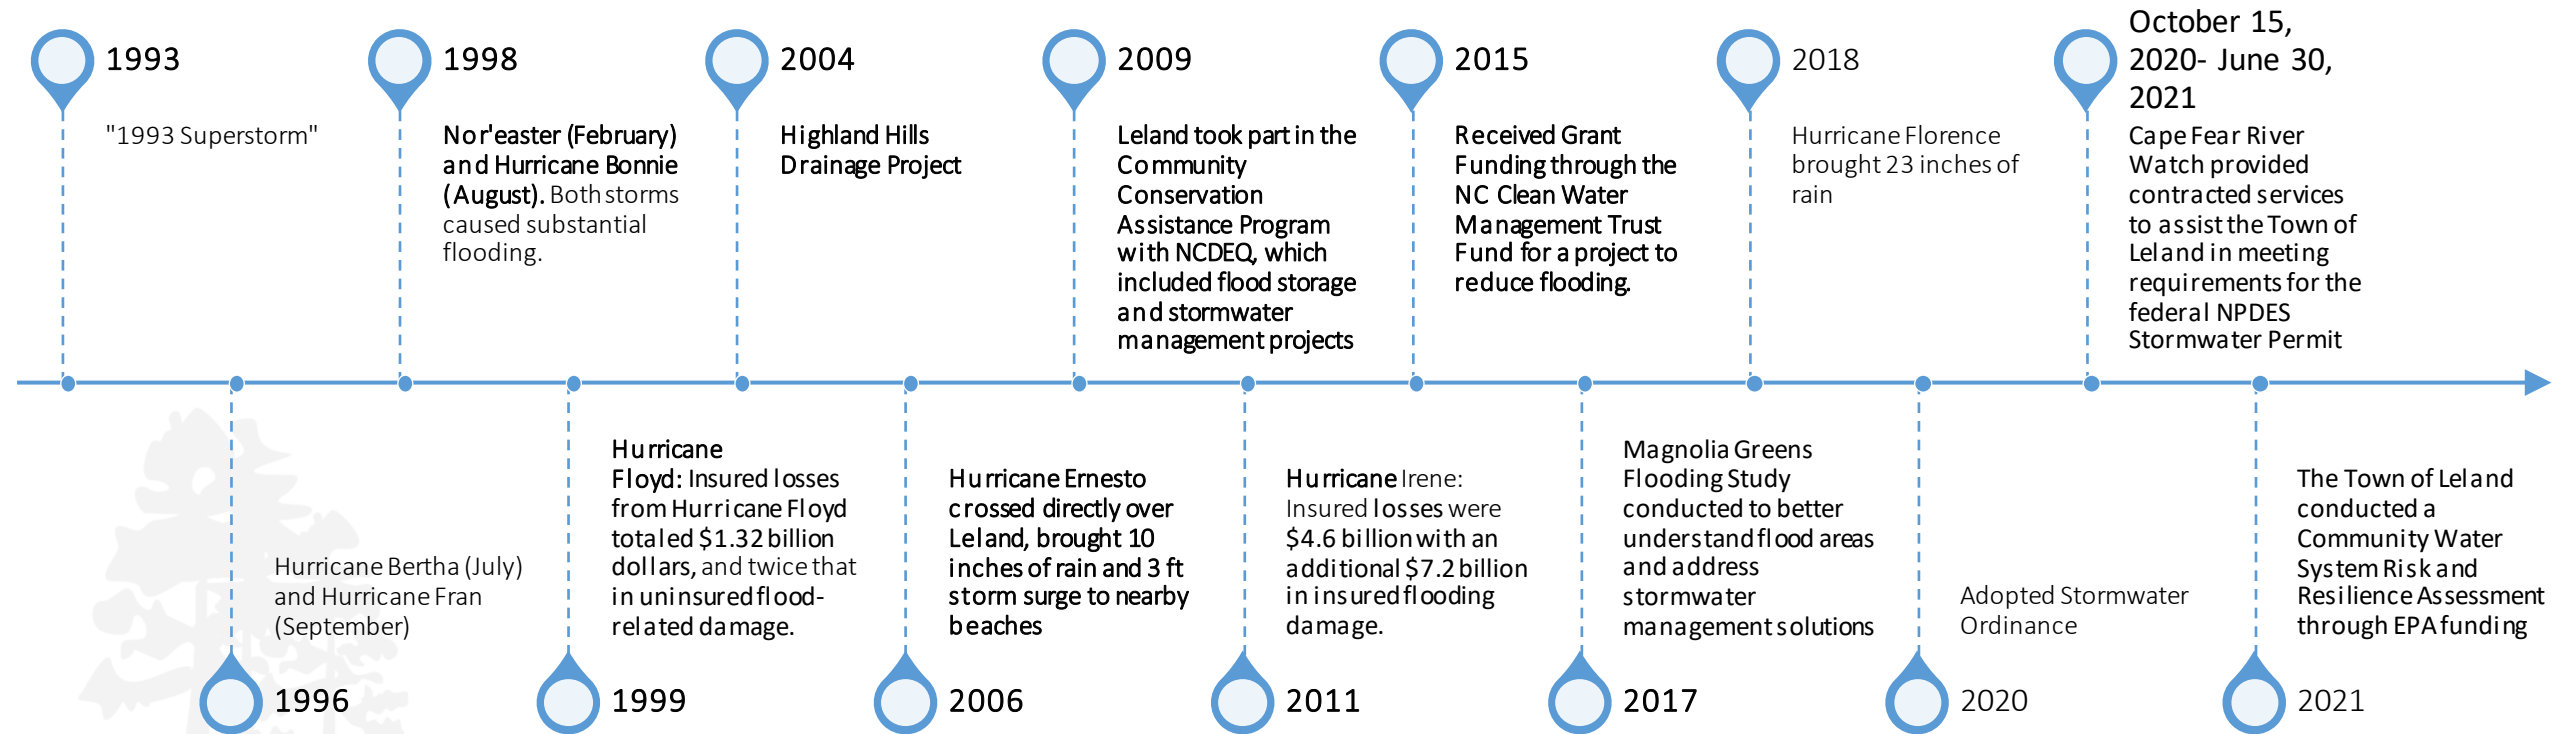 1993
"1993 Superstorm"
1998
Nor'easter (February)
and Hurricane Bonnie
(August). Both storms
caused substantial
flooding.
2004
Highland Hills
Drainage Project
2009
Leland took part in the
Community
Conservation
Assistance Program
with NCDEQ, which
included flood storage
and stormwater
management projects
2015
Received Grant
Funding through the
NC Clean Water
Management Trust
Fund for a project to
reduce flooding.
2018
Hurricane Florence
brought 23 inches of
rain
October 15,
2020- June 30,
2021
Cape Fear River
Watch provided
contracted services
to assist the Town of
Leland in meeting
requirements for the
federal NPDES
Stormwater Permit
Hurricane Bertha (July)
and Hurricane Fran
(September)
1996
Hurricane
Floyd: Insured losses
from Hurricane Floyd
totaled $1.32 billion
dollars, and twice that
in uninsured flood-
related damage.
1999
Hurricane Ernesto
crossed directly over
Leland, brought 10
inches of rain and 3 ft
storm surge to nearby
beaches
2006
Hurricane Irene:
Insured losses were
$4.6 billion with an
additional $7.2 billion
in insured flooding
damage.
2011
Magnolia Greens
Flooding Study
conducted to better
understand flood areas
and address
stormwater
management solutions
2017
Adopted Stormwater
Ordinance
2020
The Town of Leland
conducted a
Community Water
System Risk and
Resilience Assessment
through EPA funding
2021